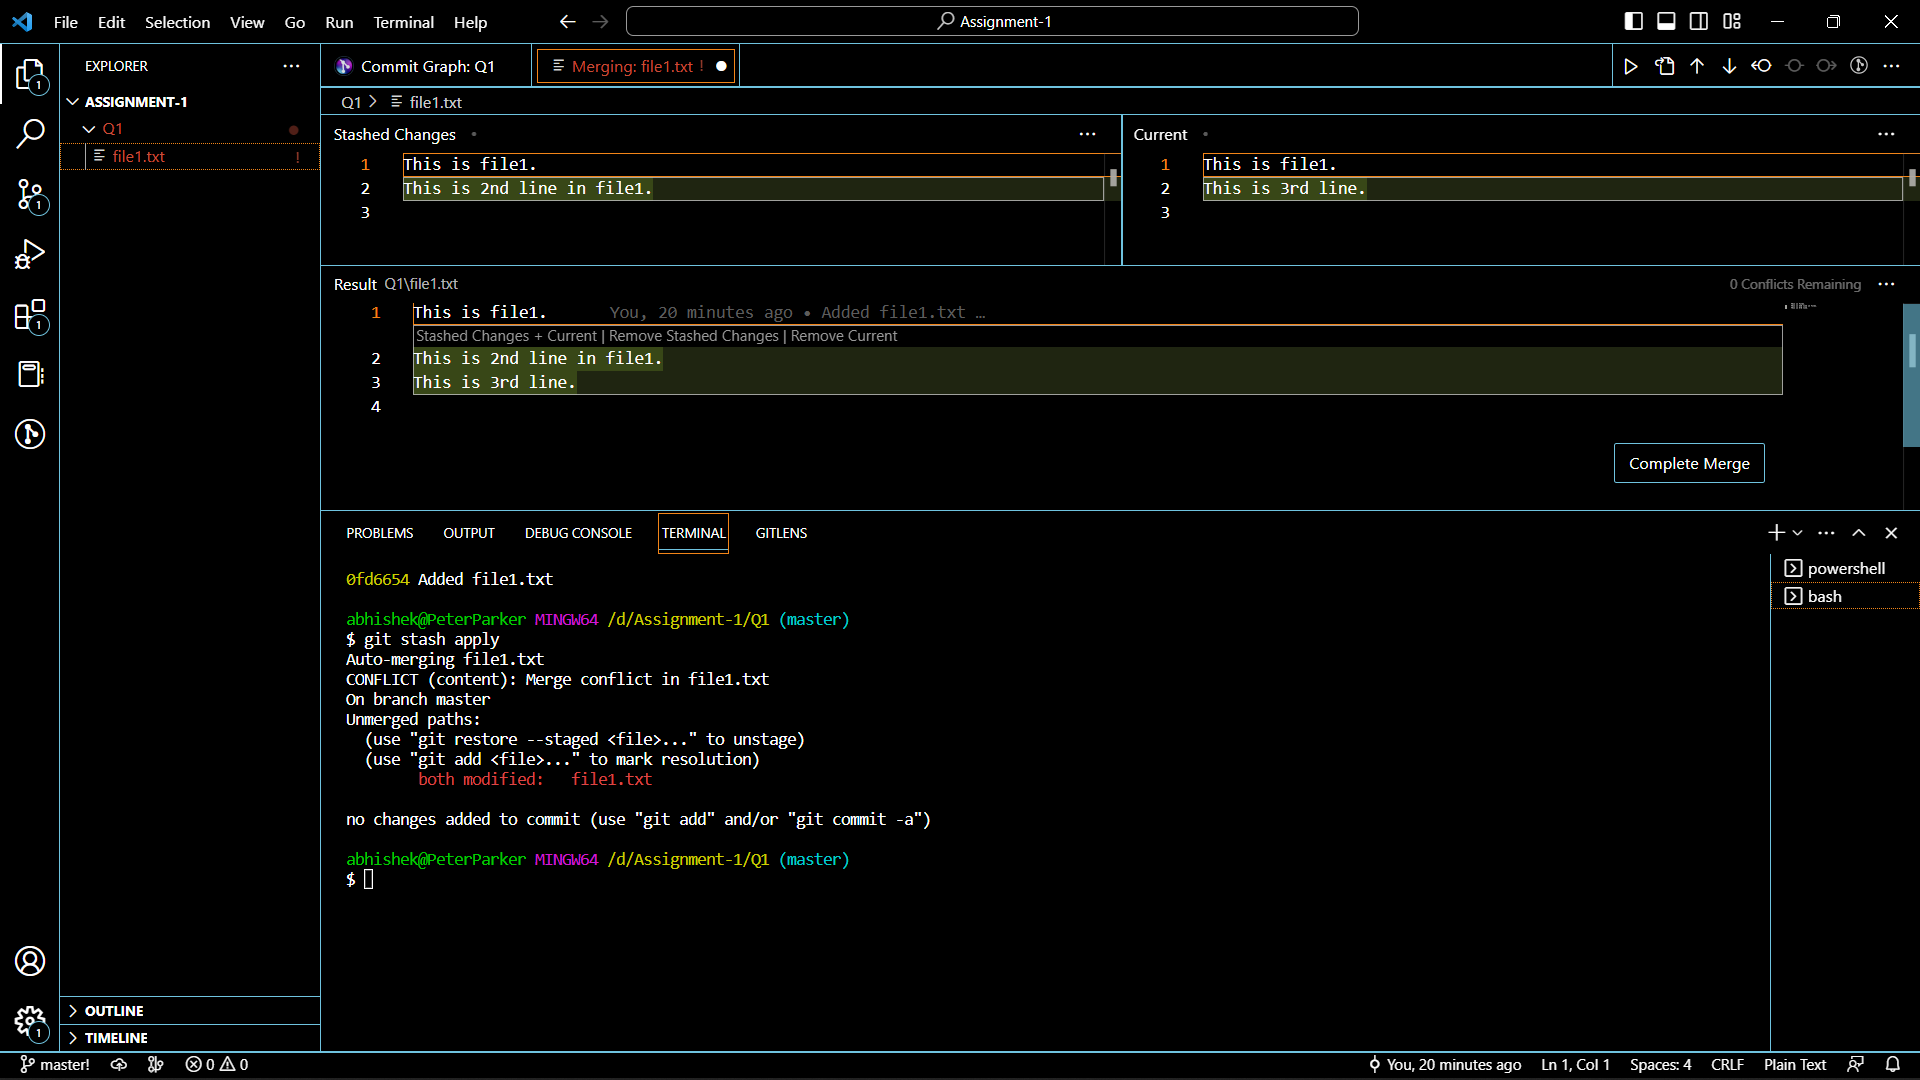 File Edit Selection View Go Run Terminal Help
Assignment-1
EXPLORER
ASSIGNMENT-1
Q1
file1.txt !
1
1
1
1
OUTLINE
TIMELINE
Commit Graph: Q1
Merging: file1.txt !
Q1 > file1.txt
Stashed Changes
1 This is file1.
2 This is 2nd line in file1.
3
Current
1 This is file1.
2 This is 3rd line.
3
Result Q1\file1.txt
0 Conflicts Remaining
1 This is file1. You, 20 minutes ago • Added file1.txt …
Stashed Changes + Current | Remove Stashed Changes | Remove Current
2 This is 2nd line in file1.
3 This is 3rd line.
4
Complete Merge
PROBLEMS OUTPUT DEBUG CONSOLE TERMINAL GITLENS
0fd6654 Added file1.txt
abhishek@PeterParker MINGW64 /d/Assignment-1/Q1 (master)
$ git stash apply
Auto-merging file1.txt
CONFLICT (content): Merge conflict in file1.txt
On branch master
Unmerged paths:
(use "git restore --staged <file>..." to unstage)
(use "git add <file>..." to mark resolution)
both modified: file1.txt
no changes added to commit (use "git add" and/or "git commit -a")
abhishek@PeterParker MINGW64 /d/Assignment-1/Q1 (master)
$
powershell
bash
master! 0 0
You, 20 minutes ago Ln 1, Col 1 Spaces: 4 CRLF Plain Text